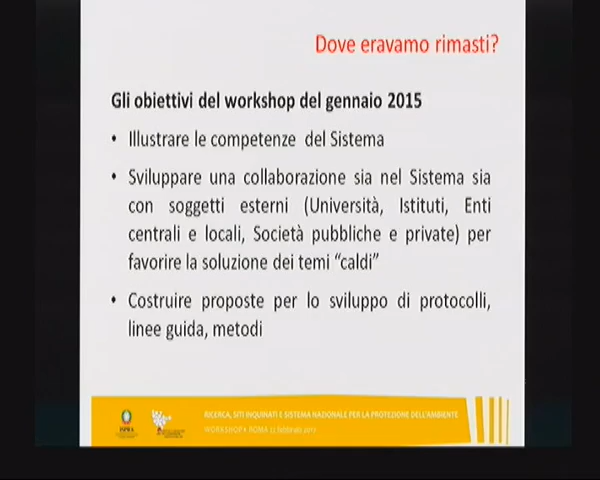 Dove eravamo rimasti?
Gli obiettivi del workshop del gennaio 2015
• Illustrare le competenze del Sistema
• Sviluppare una collaborazione sia nel Sistema sia
con soggetti esterni (Università, Istituti, Enti
centrali e locali, Società pubbliche e private) per
favorire la soluzione dei temi “caldi”
• Costruire proposte per lo sviluppo di protocolli,
linee guida, metodi
RICERCA, SITI INQUINATI E SISTEMA NAZIONALE PER LA PROTEZIONE DELL'AMBIENTE
WORKSHOP • ROMA
ISPRA